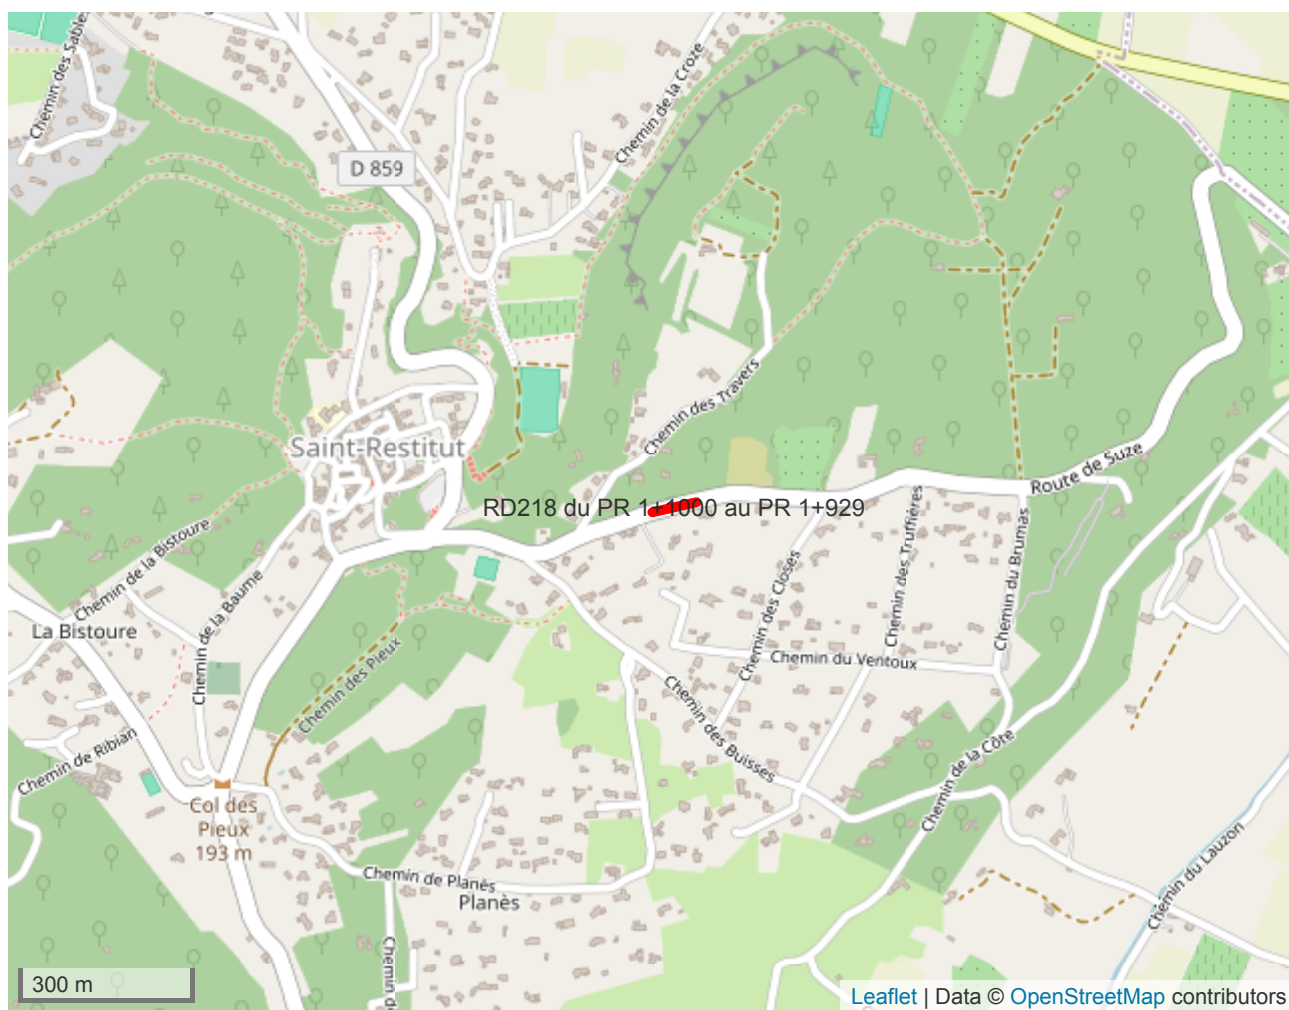 Chemin des Sables
Chemin de la Croze
D 859
Chemin des Travers
Saint-Restitut
Route de Suze
RD218 du PR 1+1000 au PR 1+929
Chemin de la Bistoure
Chemin de la Baume
La Bistoure
Chemin des Pieux
Chemin des Closes
Chemin des Truffières
Chemin du Brumas
Chemin du Ventoux
Chemin des Buisses
Chemin de Ribian
Chemin de la Côte
Col des
Pieux
193 m
Chemin du Lauzon
Chemin de Planès
Planès
Chemin d
300 m
Leaflet | Data © OpenStreetMap contributors